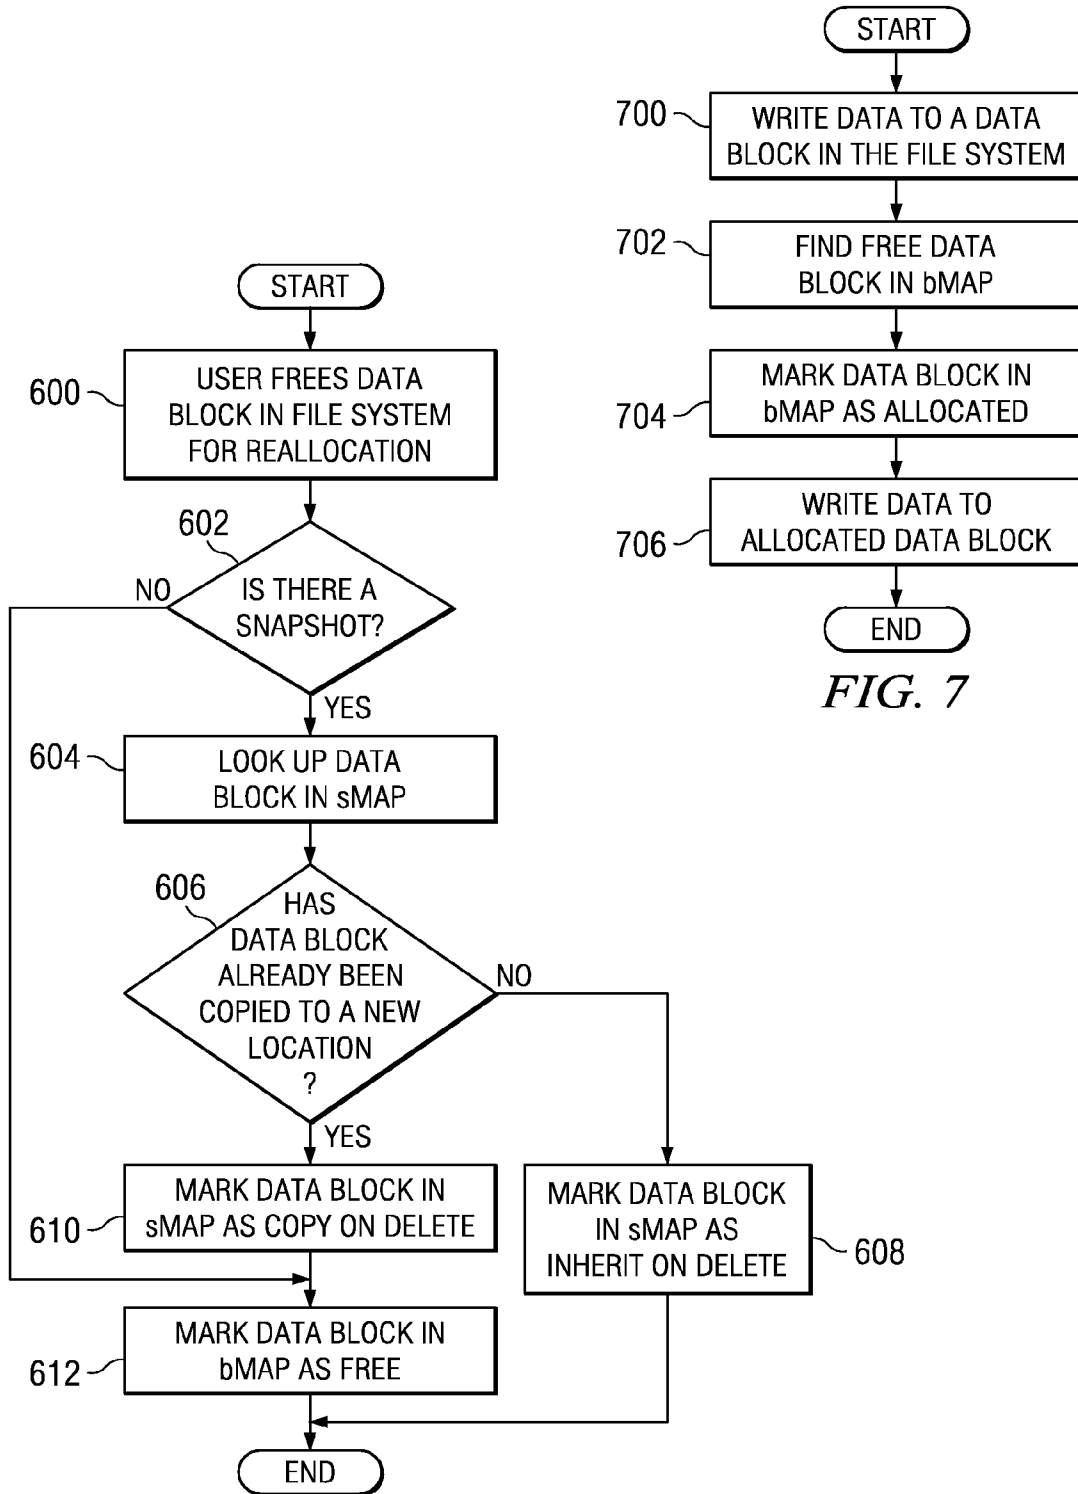 START
600
USER FREES DATA
BLOCK IN FILE SYSTEM
FOR REALLOCATION
602
IS THERE A
SNAPSHOT?
NO
YES
604
LOOK UP DATA
BLOCK IN sMAP
606
HAS
DATA BLOCK
ALREADY BEEN
COPIED TO A NEW
LOCATION
?
NO
YES
610
MARK DATA BLOCK IN
sMAP AS COPY ON DELETE
MARK DATA BLOCK
IN sMAP AS
INHERIT ON DELETE
608
612
MARK DATA BLOCK IN
bMAP AS FREE
END
START
700
WRITE DATA TO A DATA
BLOCK IN THE FILE SYSTEM
702
FIND FREE DATA
BLOCK IN bMAP
704
MARK DATA BLOCK IN
bMAP AS ALLOCATED
706
WRITE DATA TO
ALLOCATED DATA BLOCK
END
FIG. 7